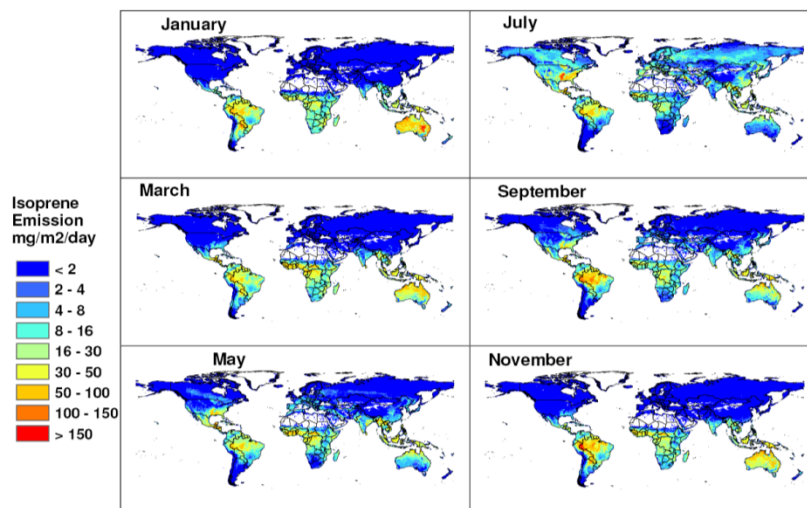 January
July
March
September
May
November
Isoprene
Emission
mg/m2/day
< 2
2 - 4
4 - 8
8 - 16
16 - 30
30 - 50
50 - 100
100 - 150
> 150